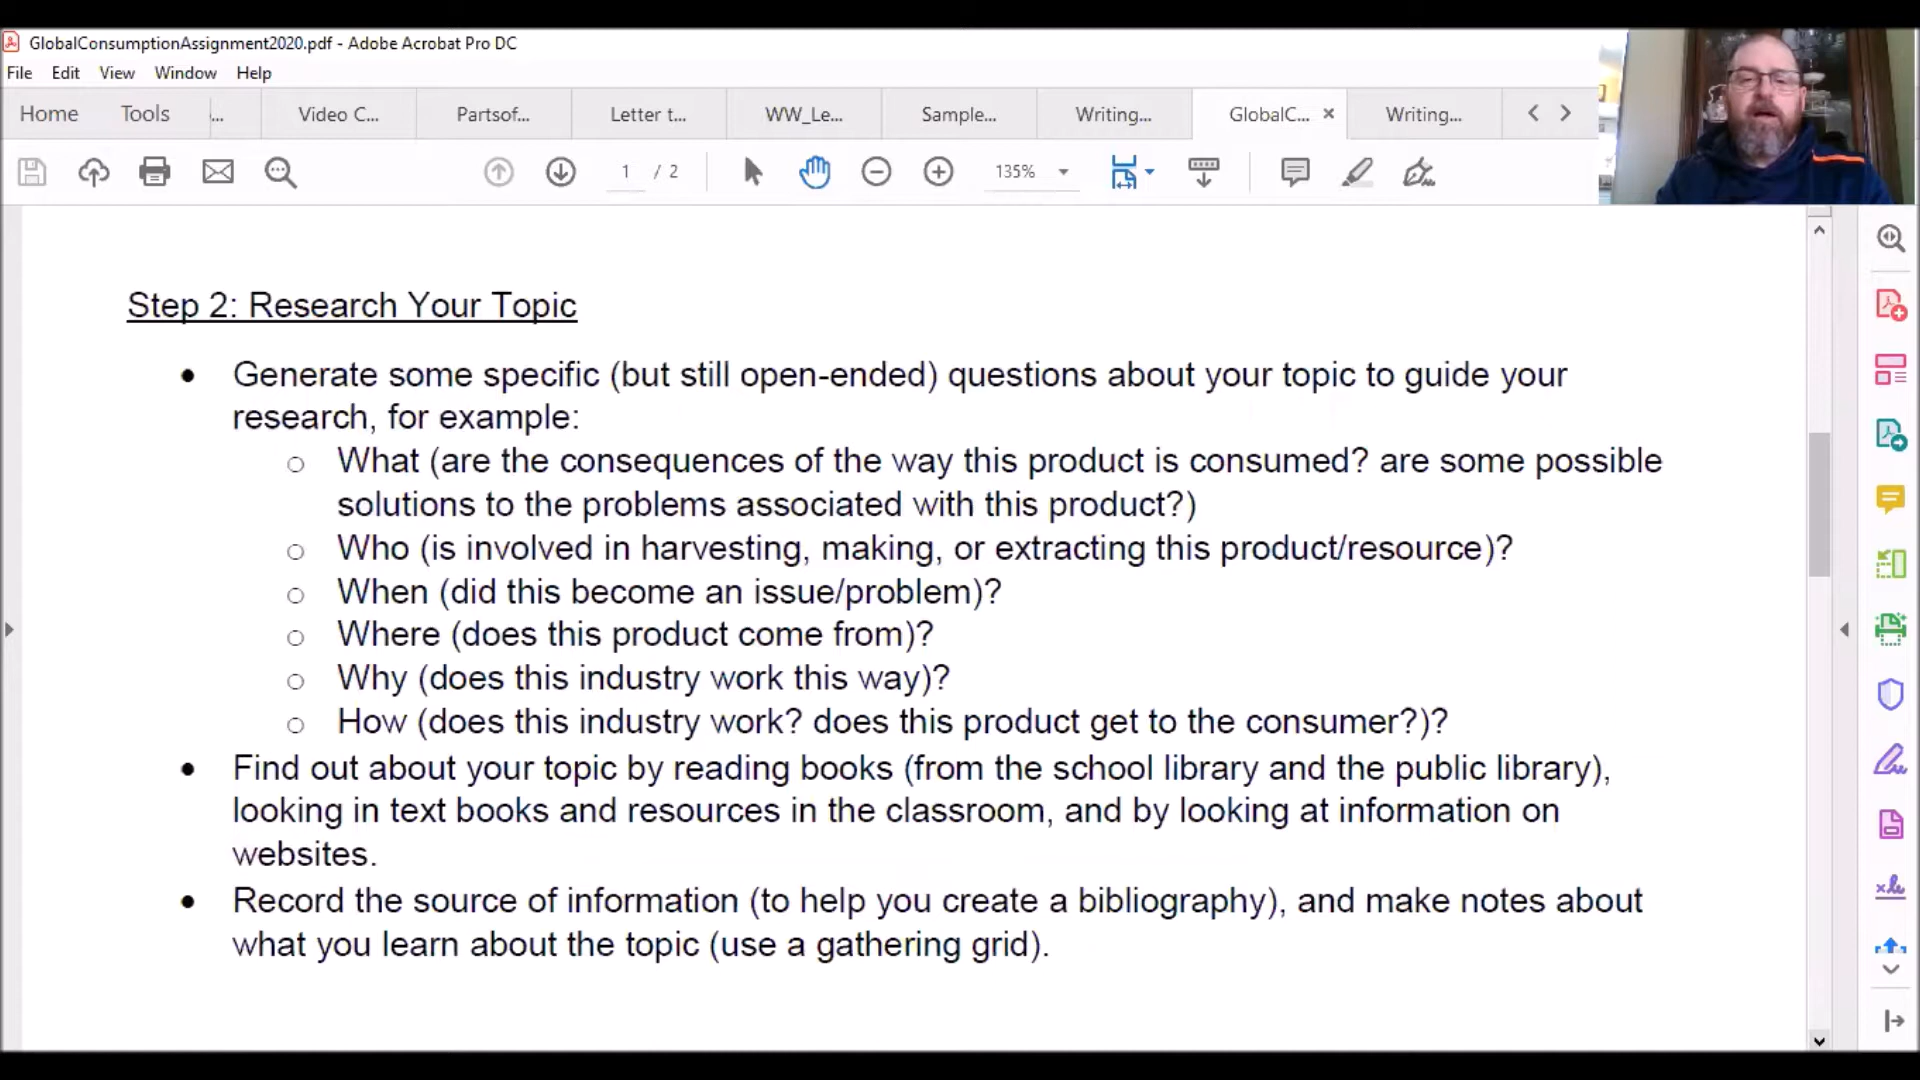 GlobalConsumptionAssignment2020.pdf - Adobe Acrobat Pro DC
File Edit View Window Help
Home Tools ... Video C... Partsof... Letter t... WW_Le... Sample... Writing... GlobalC... × Writing...
1 / 2 135%
Step 2: Research Your Topic
• Generate some specific (but still open-ended) questions about your topic to guide your
research, for example:
o What (are the consequences of the way this product is consumed? are some possible
solutions to the problems associated with this product?)
o Who (is involved in harvesting, making, or extracting this product/resource)?
o When (did this become an issue/problem)?
o Where (does this product come from)?
o Why (does this industry work this way)?
o How (does this industry work? does this product get to the consumer?)?
• Find out about your topic by reading books (from the school library and the public library),
looking in text books and resources in the classroom, and by looking at information on
websites.
• Record the source of information (to help you create a bibliography), and make notes about
what you learn about the topic (use a gathering grid).